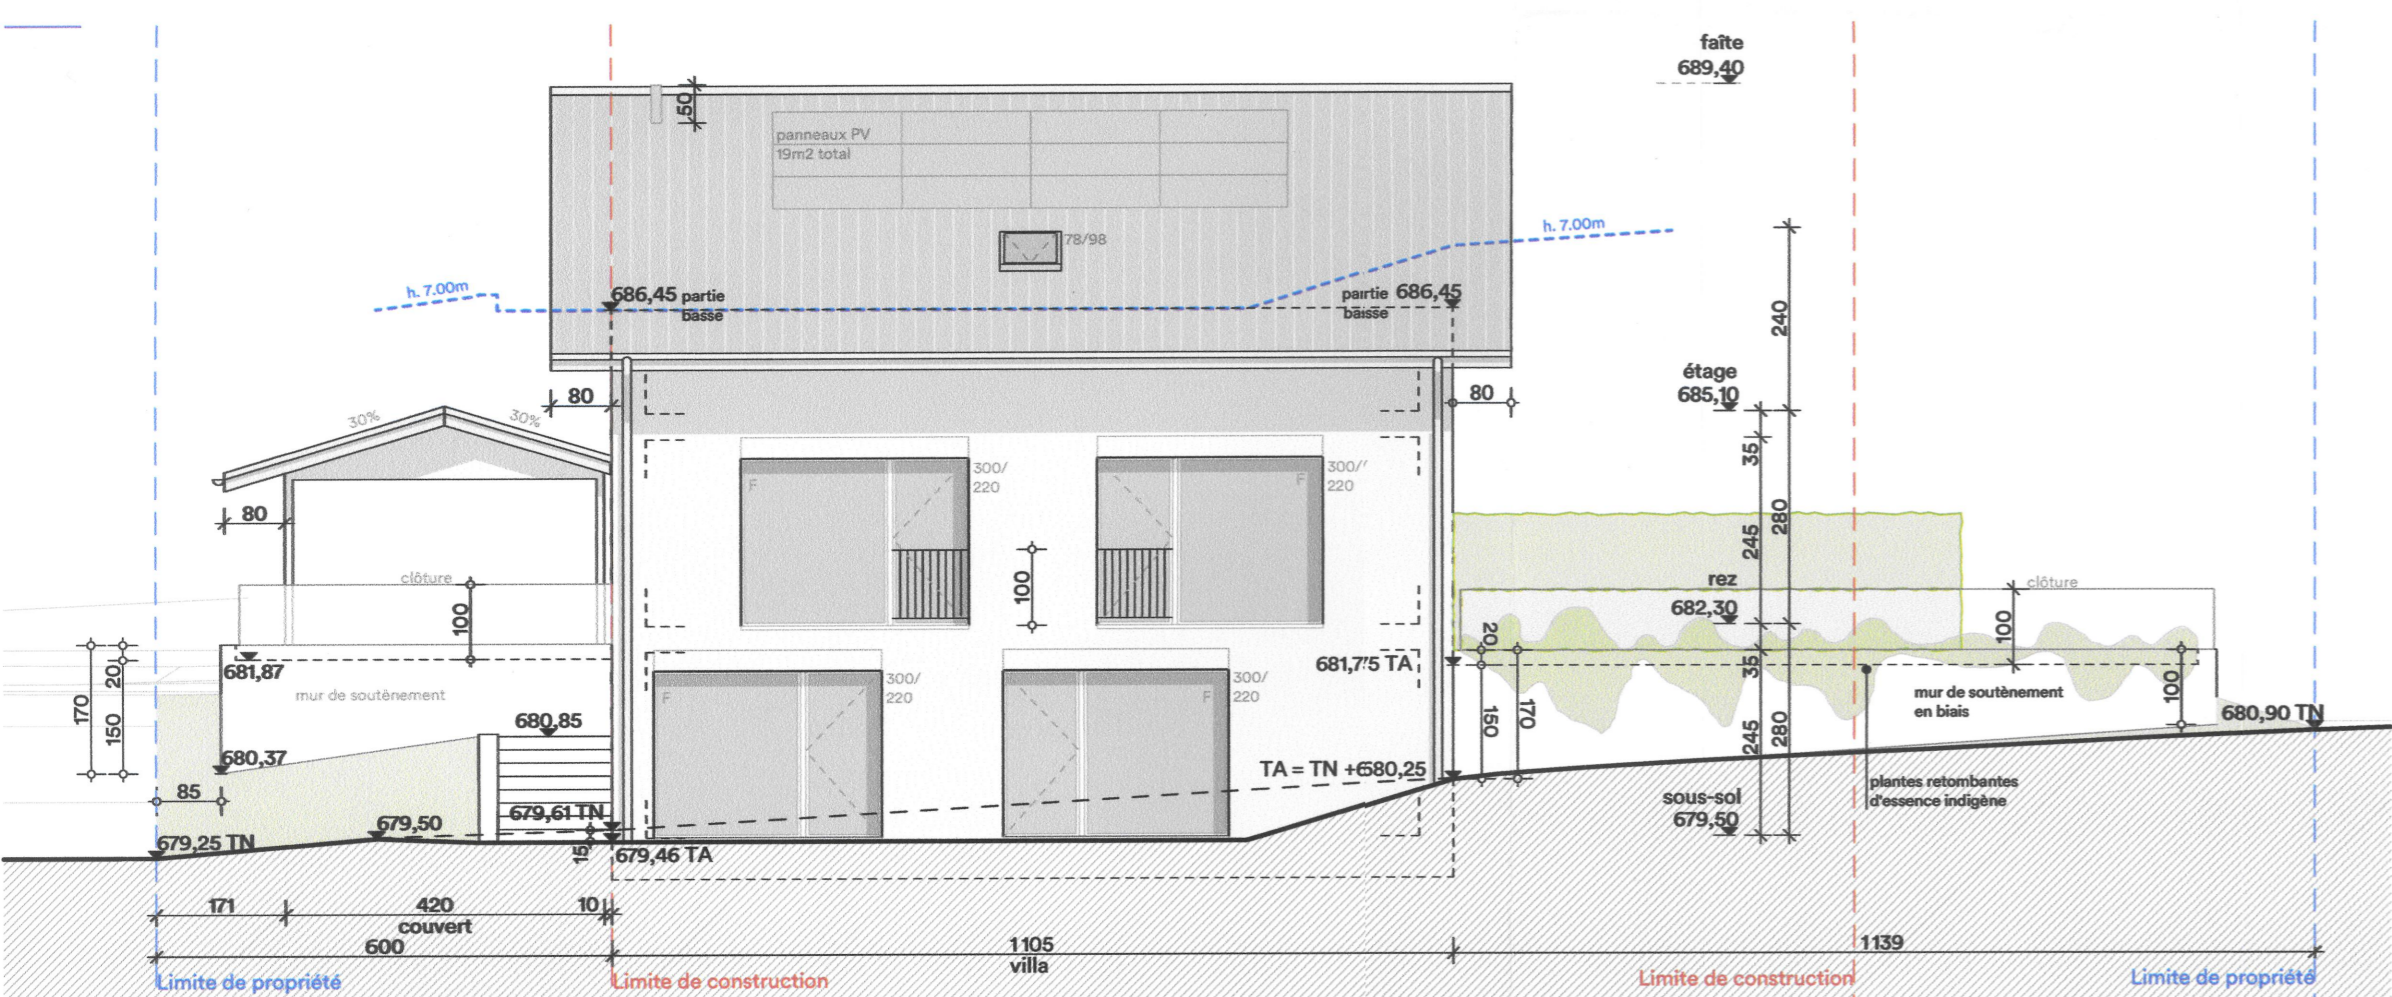 faîte
689,40
50
panneaux PV
19m2 total
78/98
h. 7.00m
h. 7.00m
686,45 partie
basse
partie 686,45
baisse
240
étage
685,10
80
80
30%
30%
35
300/
220
300/
220
F
F
80
245
280
clôture
100
100
rez
682,30
clôture
100
20
681,87
681,75 TA
35
170
20
150
mur de soutènement
300/
220
300/
220
F
F
150
170
mur de soutènement
en biais
100
680,85
680,90 TN
245
280
680,37
TA = TN +680,25
85
plantes retombantes
d'essence indigène
679,61 TN
679,50
sous-sol
679,50
679,25 TN
15
679,46 TA
171
420
10
couvert
600
1105
villa
1139
Limite de propriété
Limite de construction
Limite de construction
Limite de propriété